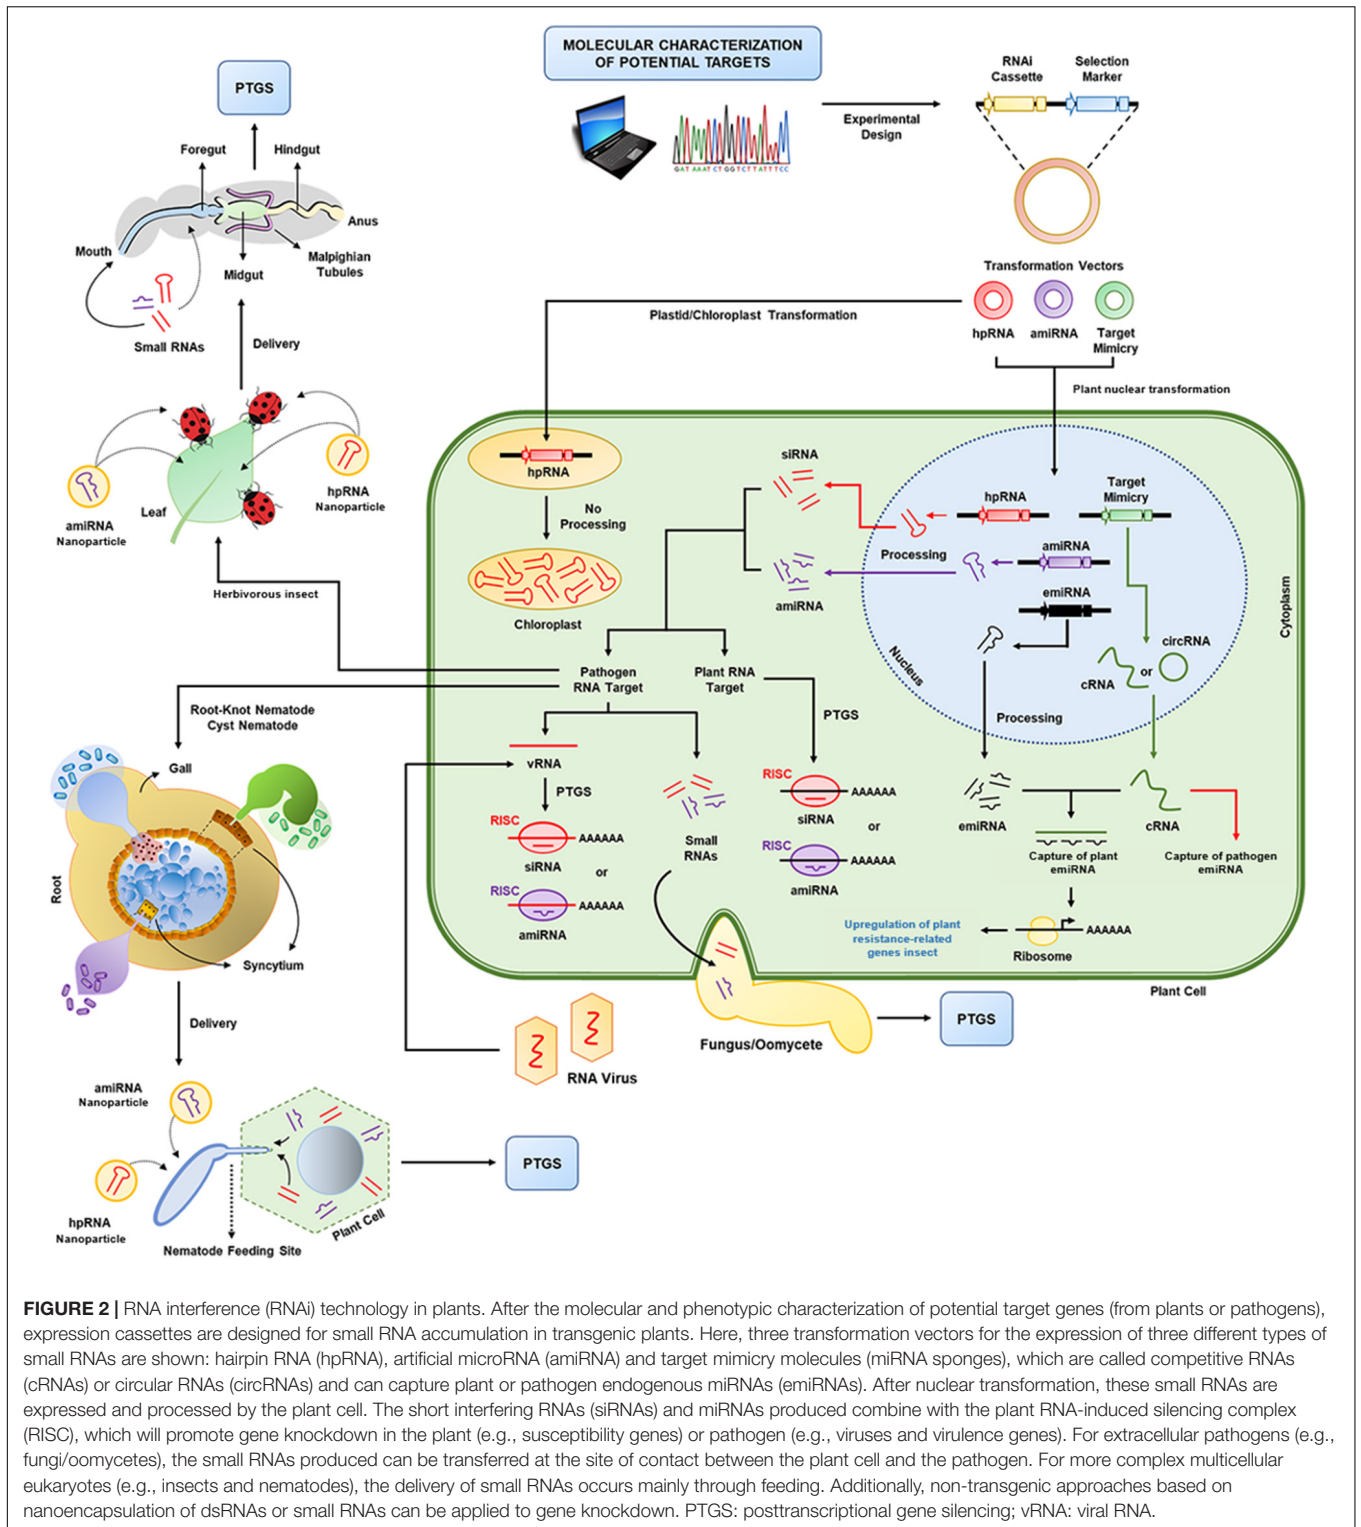 MOLECULAR CHARACTERIZATION
OF POTENTIAL TARGETS
RNAi
Cassette
Selection
Marker
Experimental
Design
GAT AAAT CT GGTCTT ATTTCC
PTGS
Foregut
Hindgut
Anus
Mouth
Malpighian
Tubules
Midgut
Small RNAs
Delivery
Transformation Vectors
hpRNA
amiRNA
Target
Mimicry
Plastid/Chloroplast Transformation
Plant nuclear transformation
amiRNA
Nanoparticle
Leaf
hpRNA
Nanoparticle
Herbivorous insect
hpRNA
No
Processing
Chloroplast
siRNA
amiRNA
Processing
hpRNA
Target
Mimicry
amiRNA
emiRNA
circRNA
cRNA
or
Nucleus
Cytoplasm
Processing
Pathogen
RNA Target
Plant RNA
Target
PTGS
Root-Knot Nematode
Cyst Nematode
Gall
Root
Syncytium
vRNA
PTGS
RISC
AAAAAA
siRNA
or
RISC
AAAAAA
amiRNA
Small
RNAs
RISC
AAAAAA
siRNA
or
RISC
AAAAAA
amiRNA
emiRNA
cRNA
Capture of plant
emiRNA
Capture of pathogen
emiRNA
Upregulation of plant
resistance-related
genes insect
AAAAAA
Ribosome
Plant Cell
Fungus/Oomycete
PTGS
RNA Virus
Delivery
amiRNA
Nanoparticle
hpRNA
Nanoparticle
Plant Cell
Nematode Feeding Site
PTGS
FIGURE 2 | RNA interference (RNAi) technology in plants. After the molecular and phenotypic characterization of potential target genes (from plants or pathogens),
expression cassettes are designed for small RNA accumulation in transgenic plants. Here, three transformation vectors for the expression of three different types of
small RNAs are shown: hairpin RNA (hpRNA), artificial microRNA (amiRNA) and target mimicry molecules (miRNA sponges), which are called competitive RNAs
(cRNAs) or circular RNAs (circRNAs) and can capture plant or pathogen endogenous miRNAs (emiRNAs). After nuclear transformation, these small RNAs are
expressed and processed by the plant cell. The short interfering RNAs (siRNAs) and miRNAs produced combine with the plant RNA-induced silencing complex
(RISC), which will promote gene knockdown in the plant (e.g., susceptibility genes) or pathogen (e.g., viruses and virulence genes). For extracellular pathogens (e.g.,
fungi/oomycetes), the small RNAs produced can be transferred at the site of contact between the plant cell and the pathogen. For more complex multicellular
eukaryotes (e.g., insects and nematodes), the delivery of small RNAs occurs mainly through feeding. Additionally, non-transgenic approaches based on
nanoencapsulation of dsRNAs or small RNAs can be applied to gene knockdown. PTGS: posttranscriptional gene silencing; vRNA: viral RNA.